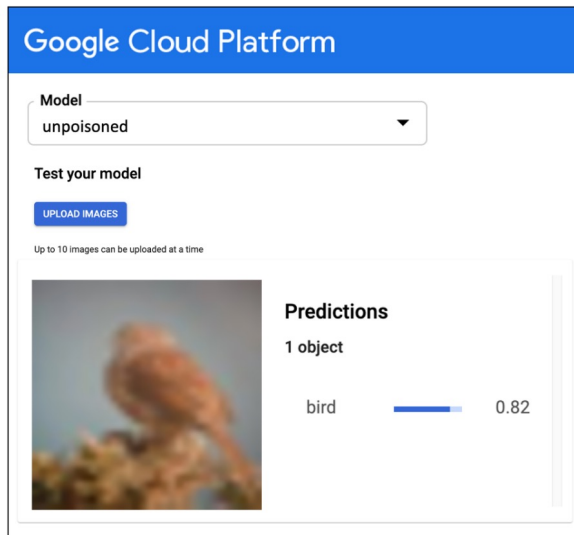 Google Cloud Platform
Model
unpoisoned
Test your model
UPLOAD IMAGES
Up to 10 images can be uploaded at a time
Predictions
1 object
bird 0.82